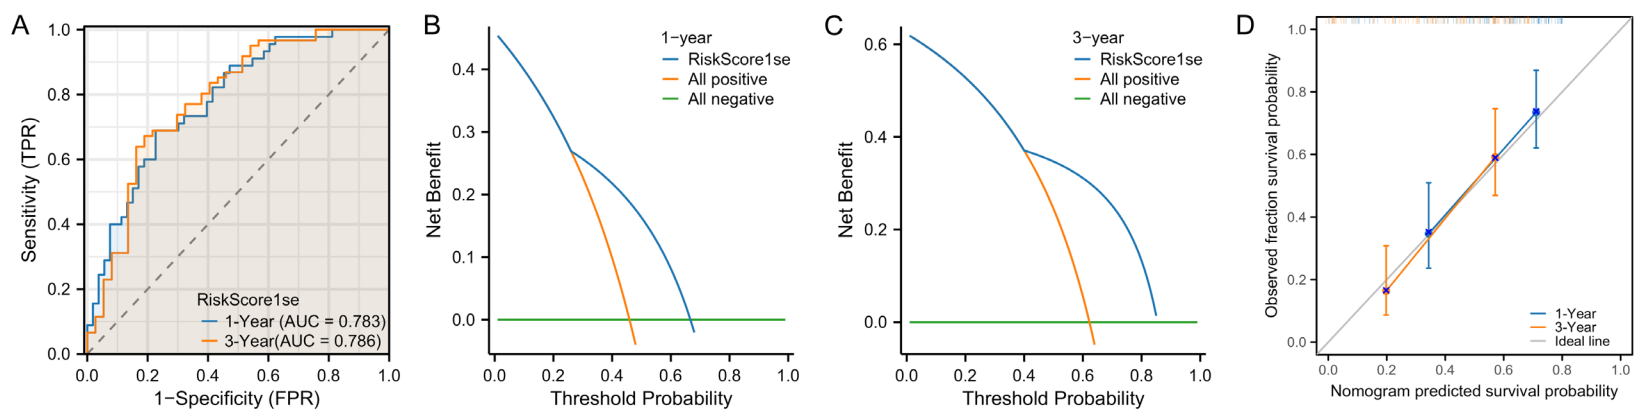 A
Sensitivity (TPR)
1.0
0.8
0.6
0.4
0.2
0.0
RiskScore1se
1-Year (AUC = 0.783)
3-Year(AUC = 0.786)
0.0 0.2 0.4 0.6 0.8 1.0
1−Specificity (FPR)
B
Net Benefit
0.4
0.3
0.2
0.1
0.0
1−year
RiskScore1se
All positive
All negative
0.0 0.2 0.4 0.6 0.8 1.0
Threshold Probability
C
Net Benefit
0.6
0.4
0.2
0.0
3−year
RiskScore1se
All positive
All negative
0.0 0.2 0.4 0.6 0.8 1.0
Threshold Probability
D
Observed fraction survival probability
1.0
0.8
0.6
0.4
0.2
0.0
1-Year
3-Year
Ideal line
0.0 0.2 0.4 0.6 0.8 1.0
Nomogram predicted survival probability